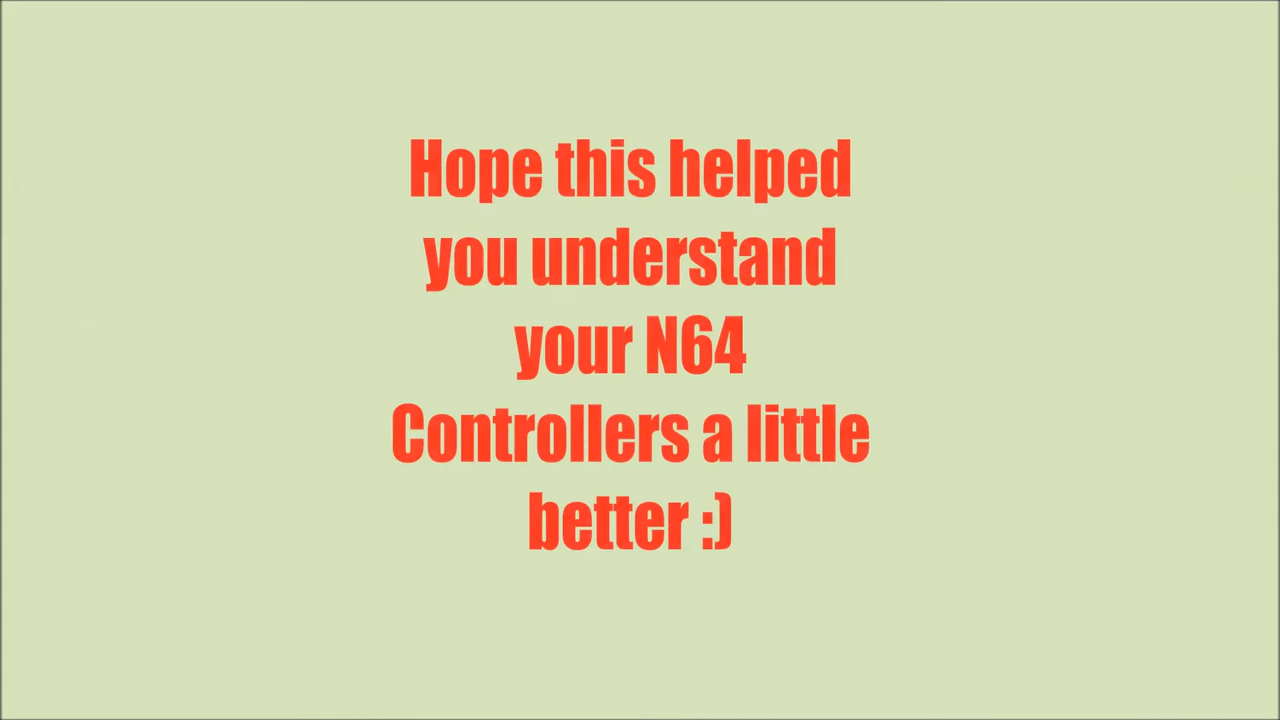 Hope this helped
you understand
your N64
Controllers a little
better :)